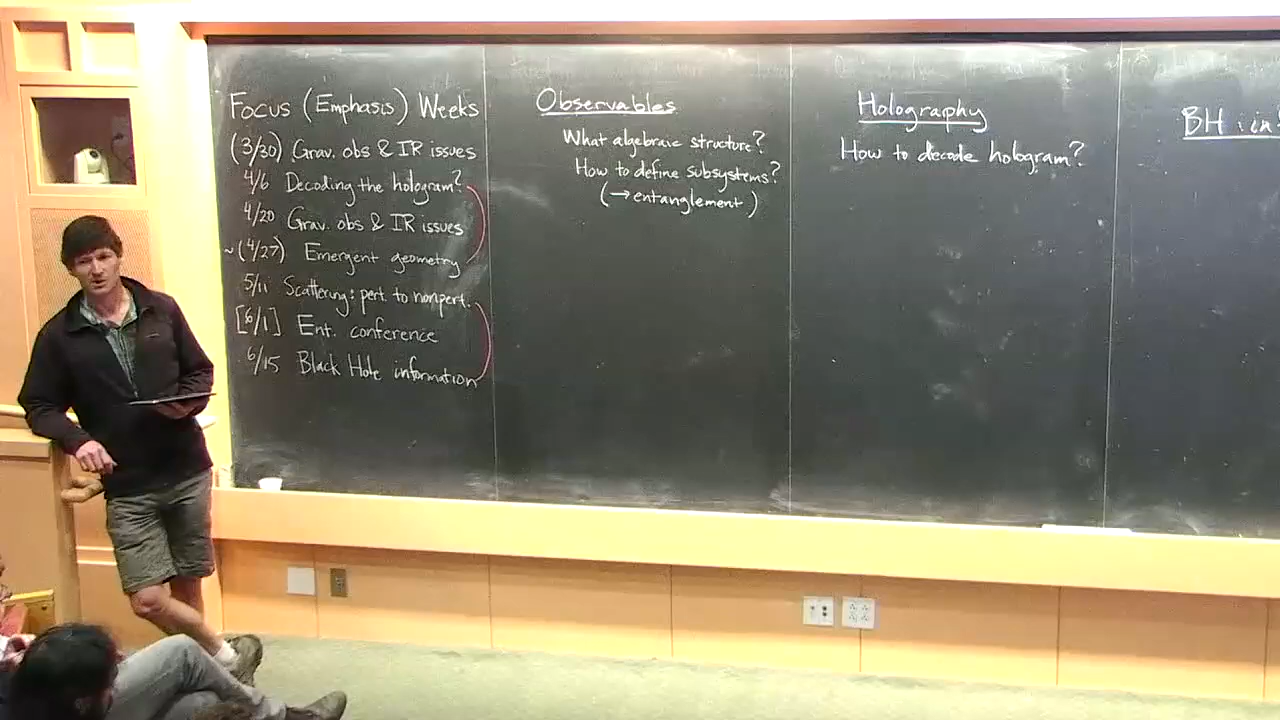 Focus (Emphasis) Weeks
(3/30) Grav. obs & IR issues
4/6 Decoding the hologram?
4/20 Grav. obs & IR issues
~(4/27) Emergent geometry
5/11 Scattering: pert. to nonpert.
[6/1] Ent. conference
6/15 Black Hole information
Observables
What algebraic structure?
How to define subsystems?
(→entanglement)
Holography
How to decode hologram?
BH